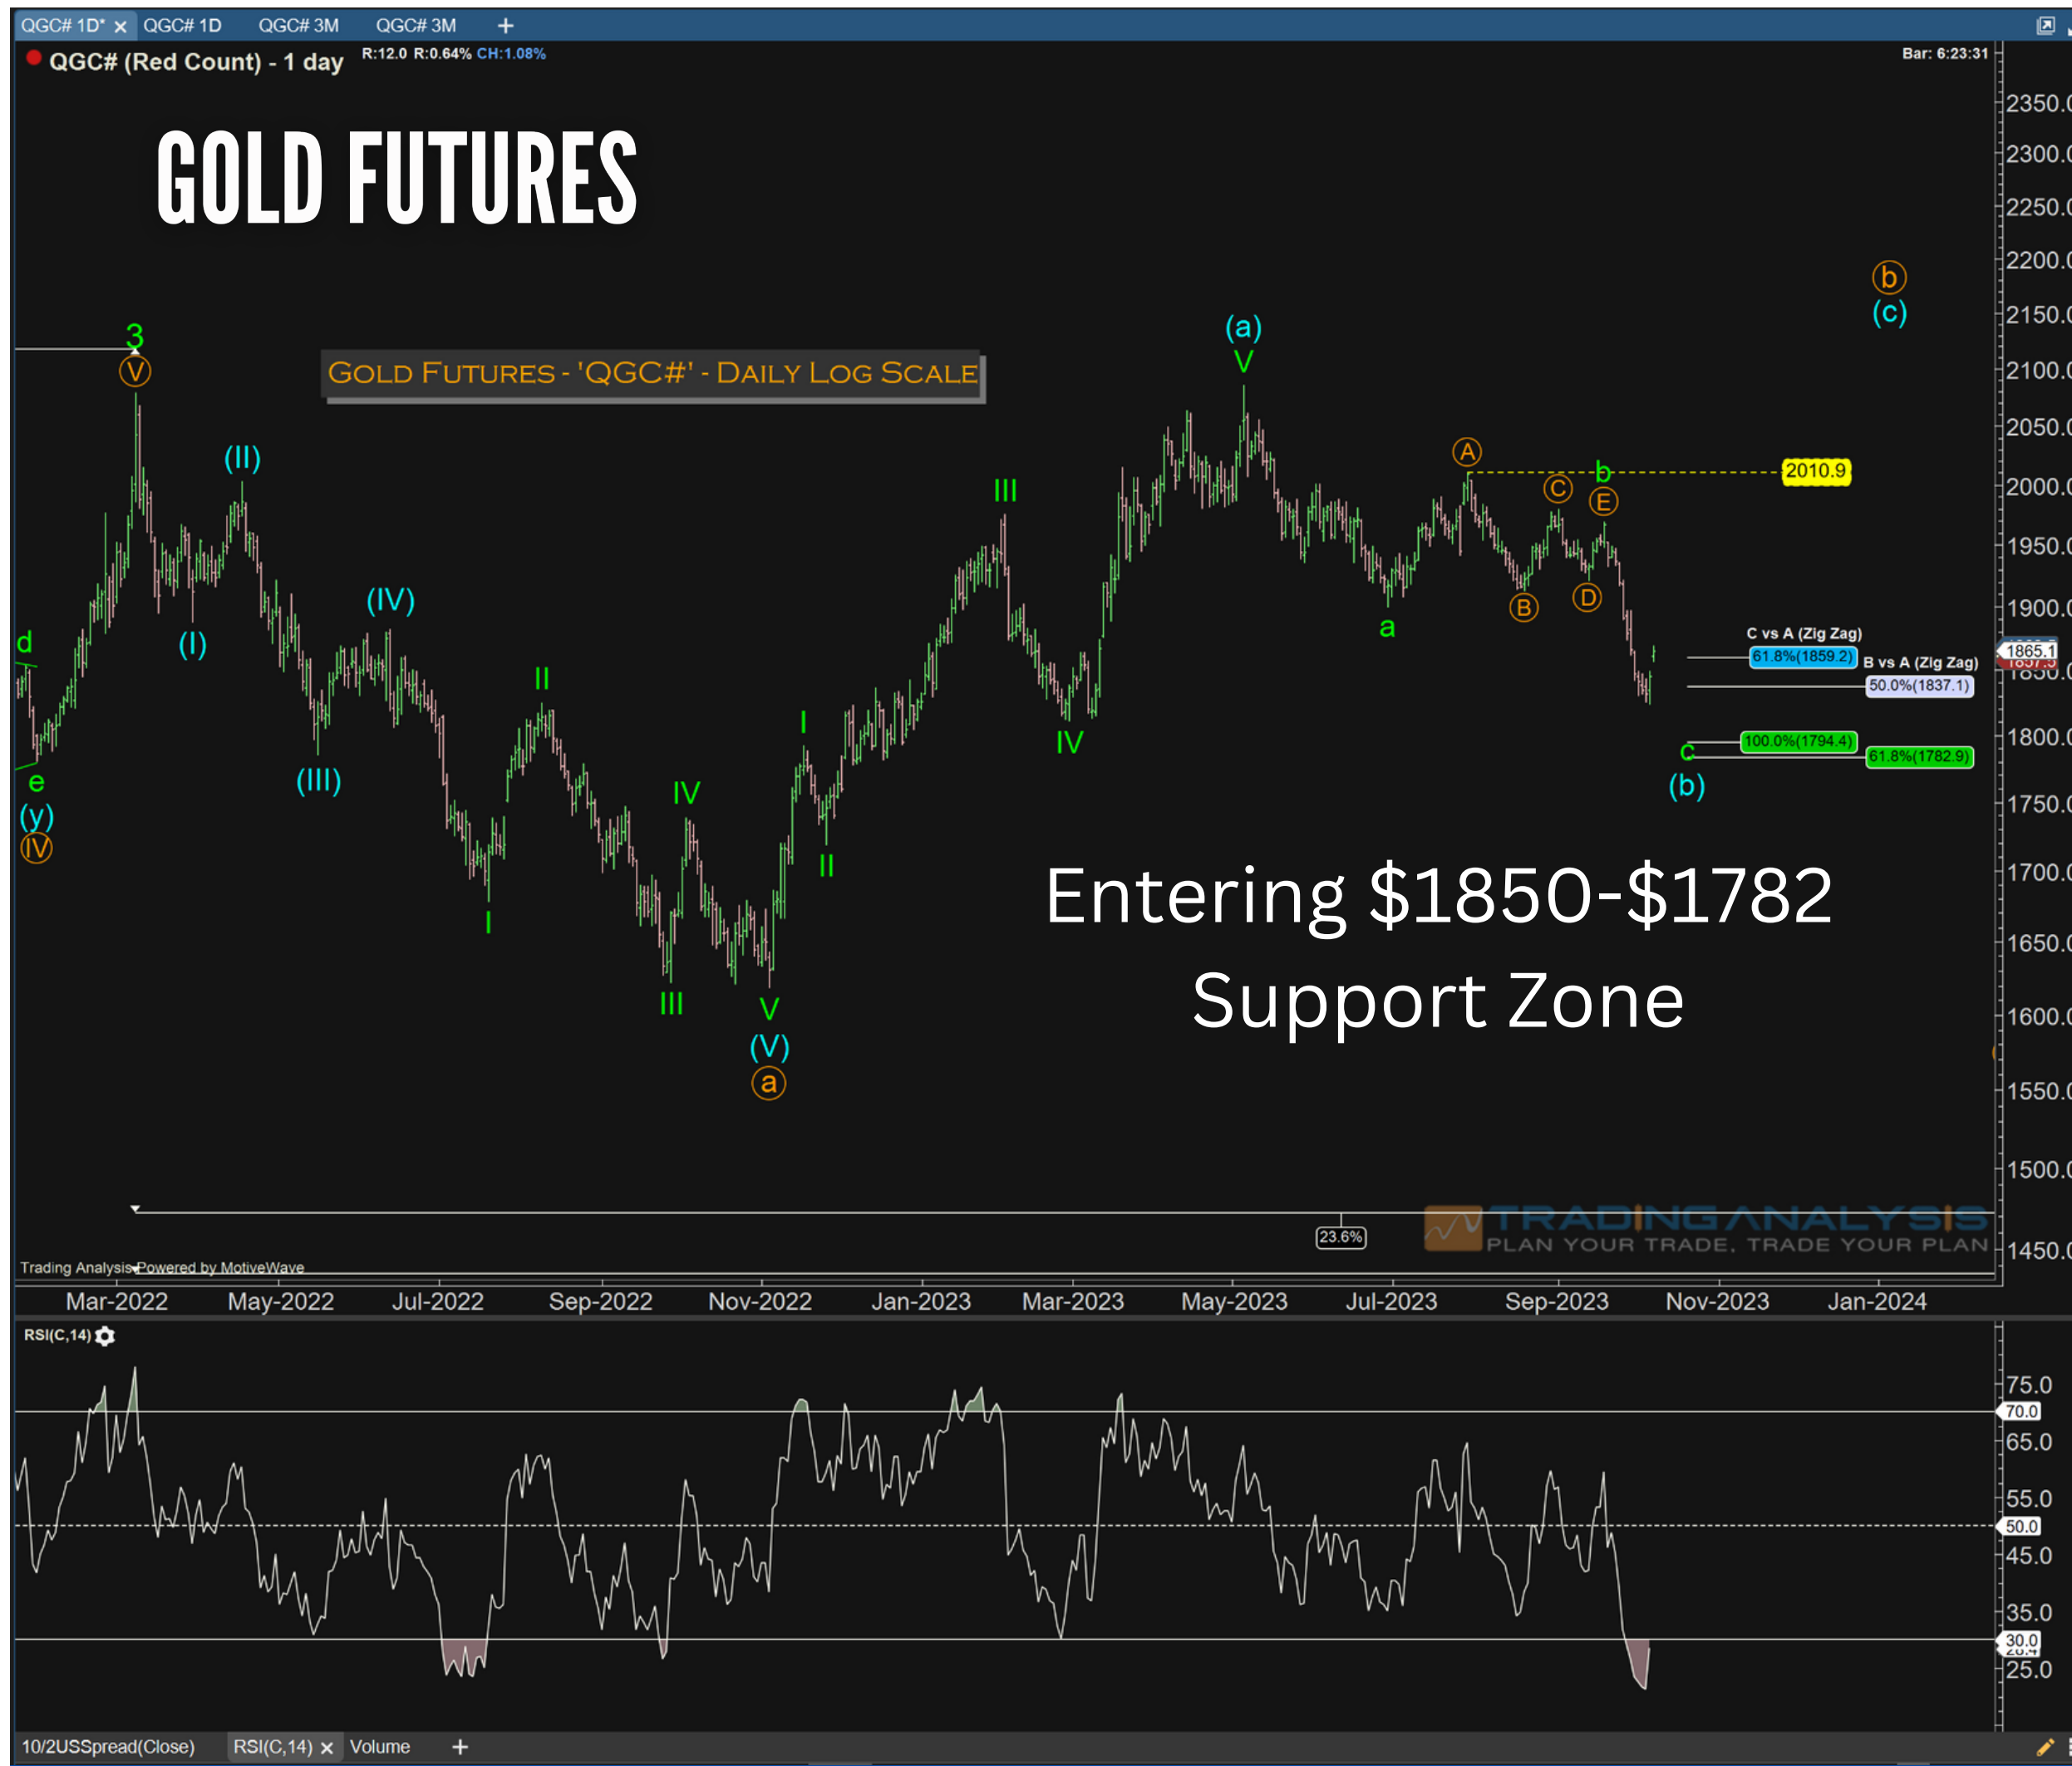 QGC# 1D* × QGC# 1D QGC# 3M QGC# 3M +
QGC# (Red Count) - 1 day R:12.0 R:0.64% CH:1.08% Bar: 6:23:31
GOLD FUTURES
GOLD FUTURES - 'QGC#' - DAILY LOG SCALE
2350.0
2300.0
2250.0
2200.0
2150.0
2100.0
2050.0
2000.0
1950.0
1900.0
1865.1
1857.5
1850.0
1800.0
1750.0
1700.0
1650.0
1600.0
1550.0
1500.0
1450.0
b
(c)
3
V
(II)
(I)
(IV)
(III)
d
e
(y)
IV
II
I
IV
III
V
(V)
a
I
II
III
IV
(a)
V
a
A
B
C
D
b
E
2010.9
C vs A (Zig Zag)
61.8%(1859.2)
B vs A (Zig Zag)
50.0%(1837.1)
100.0%(1794.4)
61.8%(1782.9)
c
(b)
Entering $1850-$1782
Support Zone
23.6%
TRADINGANALYSIS
PLAN YOUR TRADE, TRADE YOUR PLAN
Trading Analysis Powered by MotiveWave
Mar-2022 May-2022 Jul-2022 Sep-2022 Nov-2022 Jan-2023 Mar-2023 May-2023 Jul-2023 Sep-2023 Nov-2023 Jan-2024
RSI(C,14)
75.0
70.0
65.0
55.0
50.0
45.0
35.0
30.0
25.0
10/2USSpread(Close) RSI(C,14) × Volume +